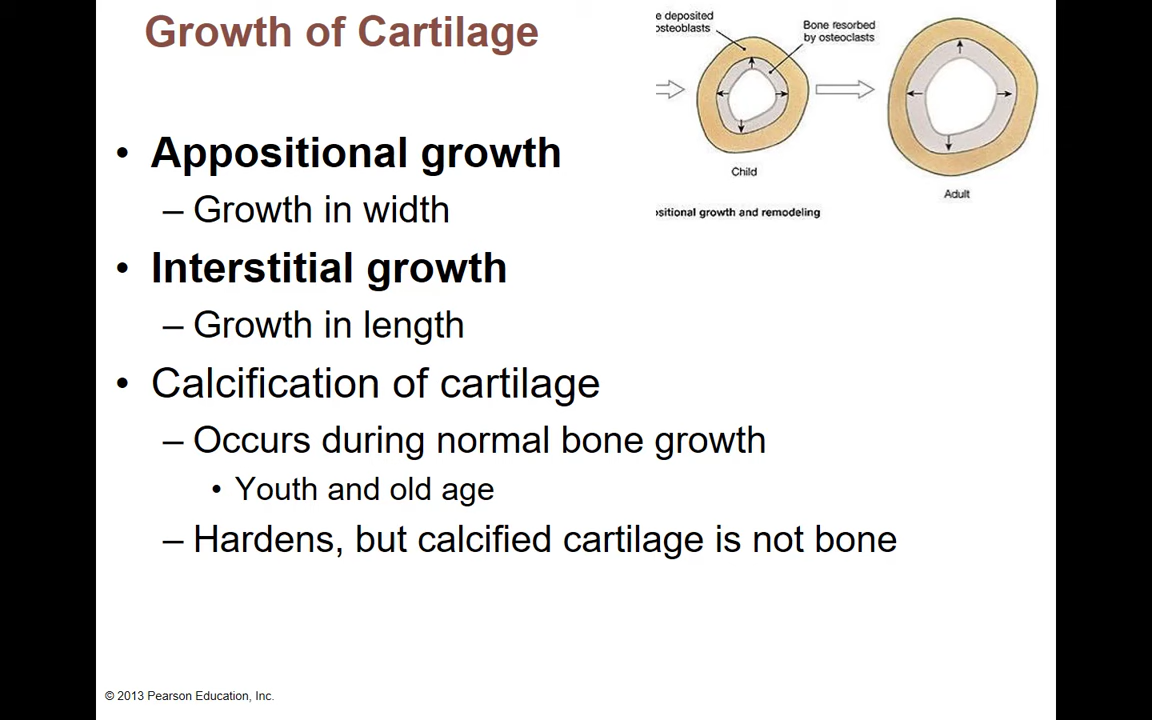 Growth of Cartilage
e deposited
osteoblasts
Bone resorbed
by osteoclasts
Child
Adult
sitional growth and remodeling
• Appositional growth
– Growth in width
• Interstitial growth
– Growth in length
• Calcification of cartilage
– Occurs during normal bone growth
• Youth and old age
– Hardens, but calcified cartilage is not bone
© 2013 Pearson Education, Inc.